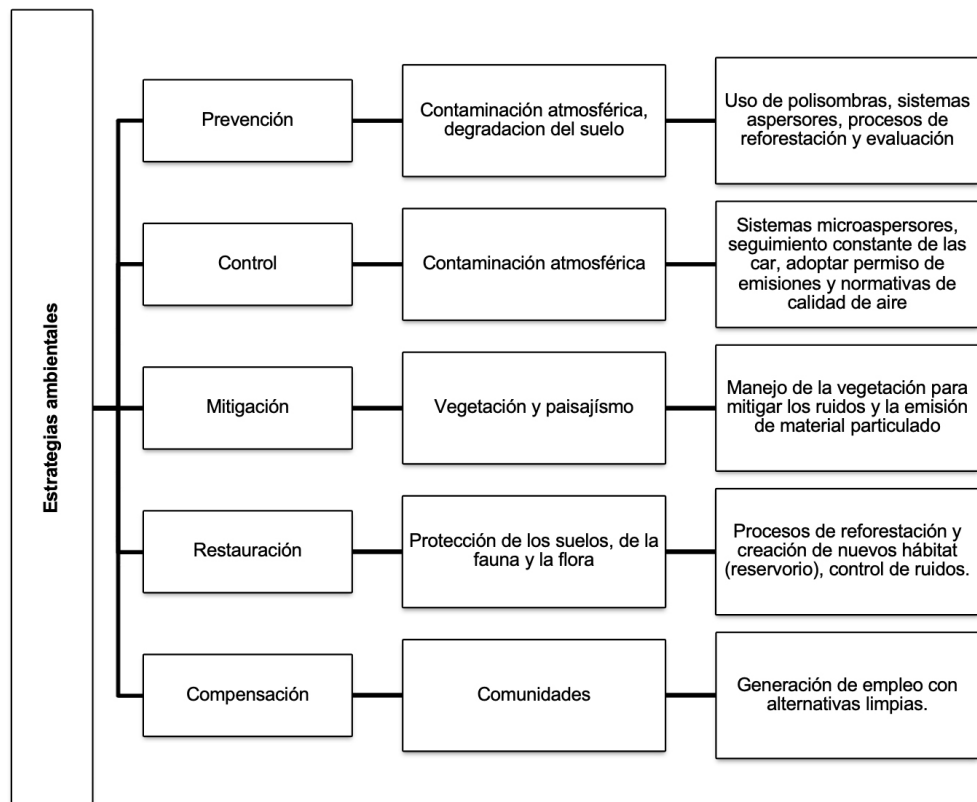 Estrategias ambientales
Prevención
Contaminación atmosférica,
degradacion del suelo
Uso de polisombras, sistemas
aspersores, procesos de
reforestación y evaluación
Control
Contaminación atmosférica
Sistemas microaspersores,
seguimiento constante de las
car, adoptar permiso de
emisiones y normativas de
calidad de aire
Mitigación
Vegetación y paisajísmo
Manejo de la vegetación para
mitigar los ruidos y la emisión
de material particulado
Restauración
Protección de los suelos, de la
fauna y la flora
Procesos de reforestación y
creación de nuevos hábitat
(reservorio), control de ruidos.
Compensación
Comunidades
Generación de empleo con
alternativas limpias.